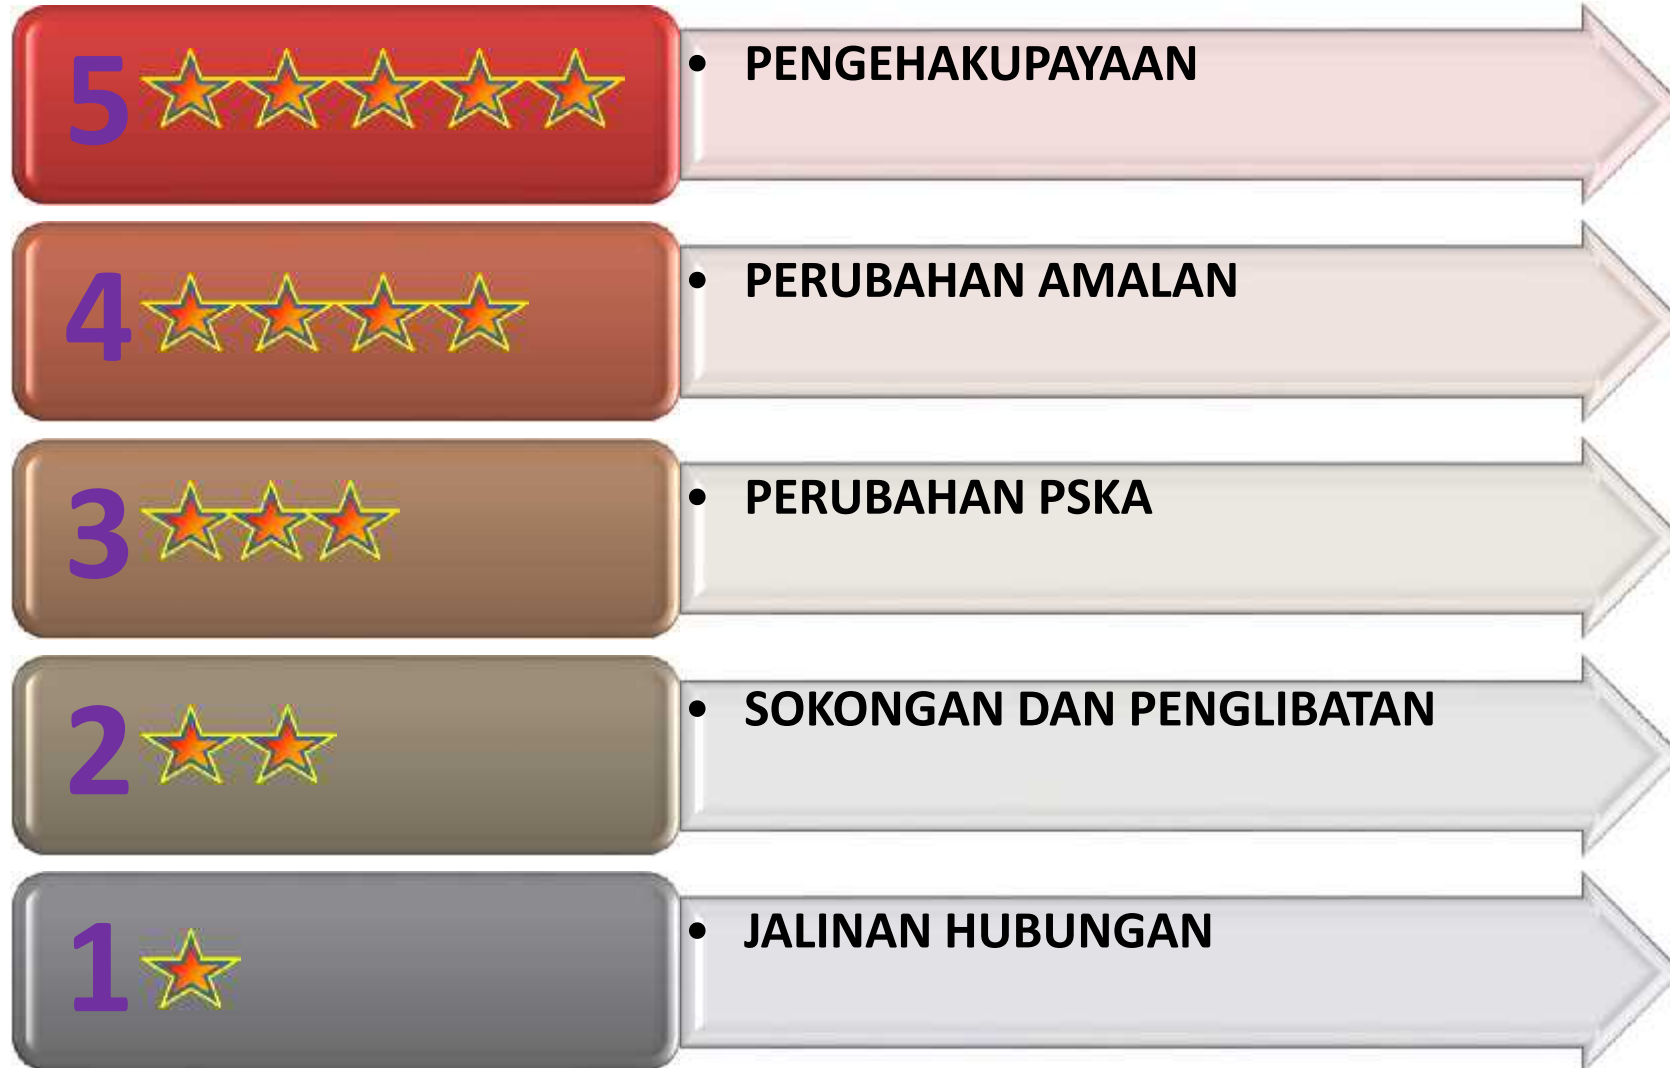 5
• PENGEHAKUPAYAAN
4
• PERUBAHAN AMALAN
3
• PERUBAHAN PSKA
2
• SOKONGAN DAN PENGLIBATAN
1
• JALINAN HUBUNGAN